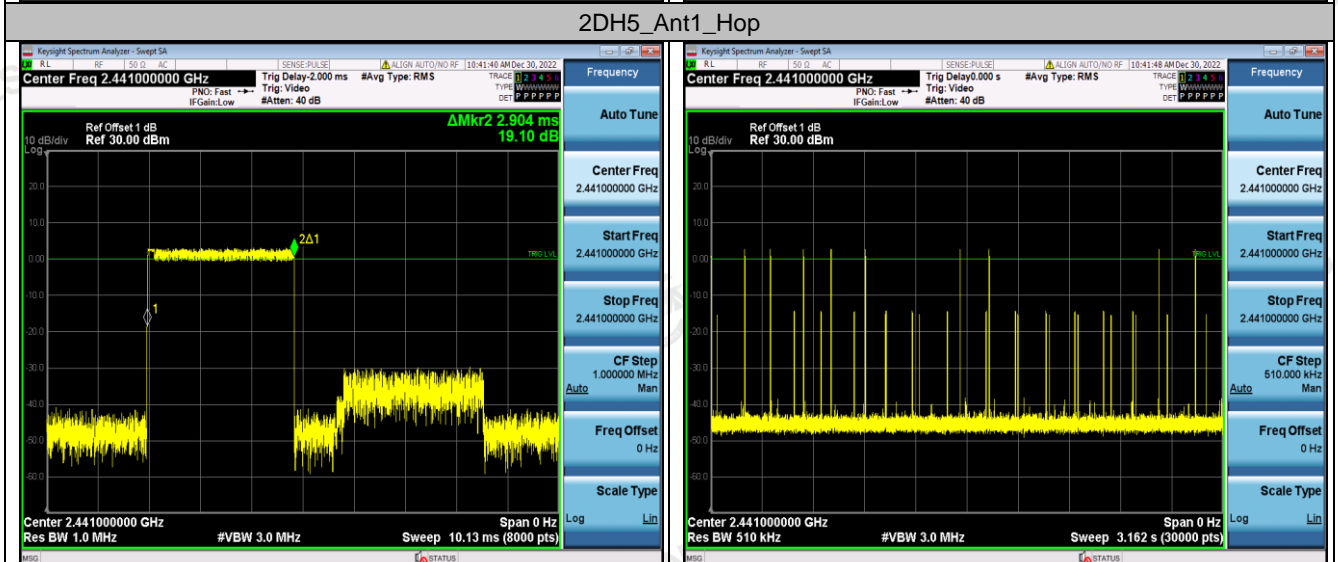 2DH5_Ant1_Hop
Keysight Spectrum Analyzer - Swept SA
RL RF 50 Ω AC SENSE:PULSE ALIGN AUTO/NO RF 10:41:40 AM Dec 30, 2022
Center Freq 2.441000000 GHz
PNO: Fast
IFGain:Low
Trig Delay-2.000 ms
Trig: Video
#Atten: 40 dB
#Avg Type: RMS
TRACE 1 2 3 4 5 6
TYPE WWWWWW
DET P P P P P P
ΔMkr2 2.904 ms
19.10 dB
Ref Offset 1 dB
10 dB/div Ref 30.00 dBm
Log
20.0
10.0
0.00
-10.0
-20.0
-30.0
-40.0
-50.0
-60.0
2Δ1
TRIG LVL
1
Center 2.441000000 GHz Span 0 Hz
Res BW 1.0 MHz #VBW 3.0 MHz Sweep 10.13 ms (8000 pts)
MSG STATUS
Frequency
Auto Tune
Center Freq
2.441000000 GHz
Start Freq
2.441000000 GHz
Stop Freq
2.441000000 GHz
CF Step
1.000000 MHz
Auto Man
Freq Offset
0 Hz
Scale Type
Log Lin
Keysight Spectrum Analyzer - Swept SA
RL RF 50 Ω AC SENSE:PULSE ALIGN AUTO/NO RF 10:41:48 AM Dec 30, 2022
Center Freq 2.441000000 GHz
PNO: Fast
IFGain:Low
Trig Delay0.000 s
Trig: Video
#Atten: 40 dB
#Avg Type: RMS
TRACE 1 2 3 4 5 6
TYPE WWWWWW
DET P P P P P P
Ref Offset 1 dB
10 dB/div Ref 30.00 dBm
Log
20.0
10.0
0.00
-10.0
-20.0
-30.0
-40.0
-50.0
-60.0
TRIG LVL
Center 2.441000000 GHz Span 0 Hz
Res BW 510 kHz #VBW 3.0 MHz Sweep 3.162 s (30000 pts)
MSG STATUS
Frequency
Auto Tune
Center Freq
2.441000000 GHz
Start Freq
2.441000000 GHz
Stop Freq
2.441000000 GHz
CF Step
510.000 kHz
Auto Man
Freq Offset
0 Hz
Scale Type
Log Lin